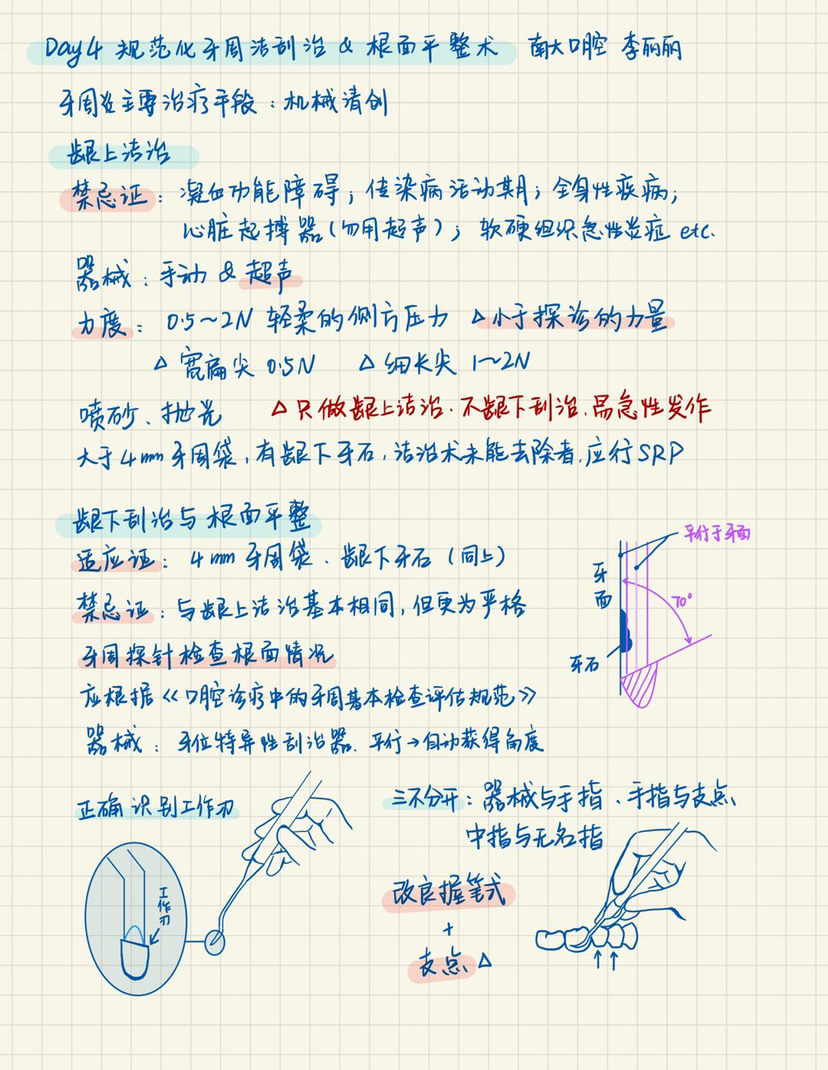 Day4 规范化牙周洁刮治 & 根面平整术 南大口腔 李丽丽
牙周炎主要治疗手段：机械清创
龈上洁治
禁忌证：凝血功能障碍；传染病活动期；全身性疾病；
心脏起搏器(勿用超声)；软硬组织急性炎症 etc.
器械：手动 & 超声
力度：0.5～2N 轻柔的侧方压力 △小于探诊的力量
△ 宽扁尖 0.5N △ 细长尖 1～2N
喷砂、抛光 △只做龈上洁治.不龈下刮治.易急性发作
大于4mm牙周袋,有龈下牙石,洁治术未能去除者.应行SRP
龈下刮治与根面平整
适应证：4mm牙周袋、龈下牙石（同上）
禁忌证：与龈上洁治基本相同,但更为严格
牙周探针检查根面情况
应根据《口腔诊疗中的牙周基本检查评估规范》
器械：牙位特异性刮治器.平行→自动获得角度
平行于牙面
牙面
70°
牙石
正确识别工作刃
工作刃
三不分开：器械与手指、手指与支点、
中指与无名指
改良握笔式
+
支点 △